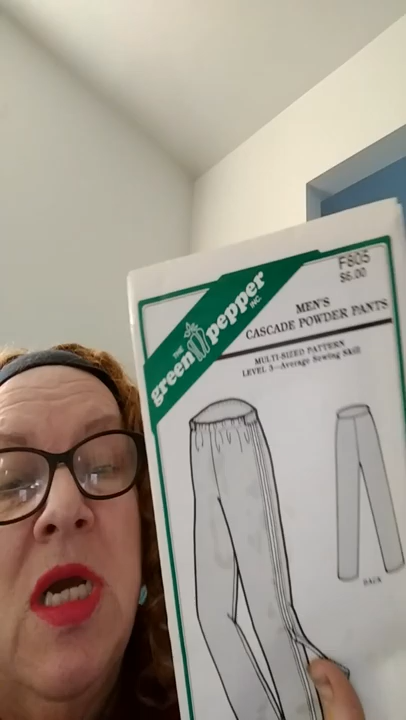 F805
$6.00
THE
green pepper
INC.
MEN'S
CASCADE POWDER PANTS
MULTI-SIZED PATTERN
LEVEL 3—Average Sewing Skill
BACK